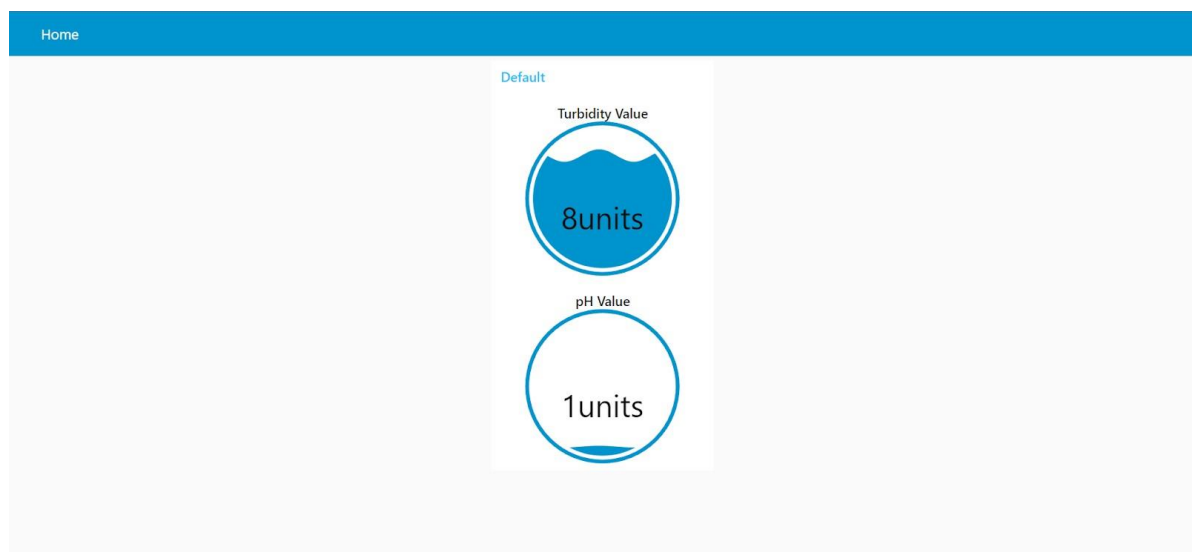 Home
Default
Turbidity Value
8units
pH Value
1units